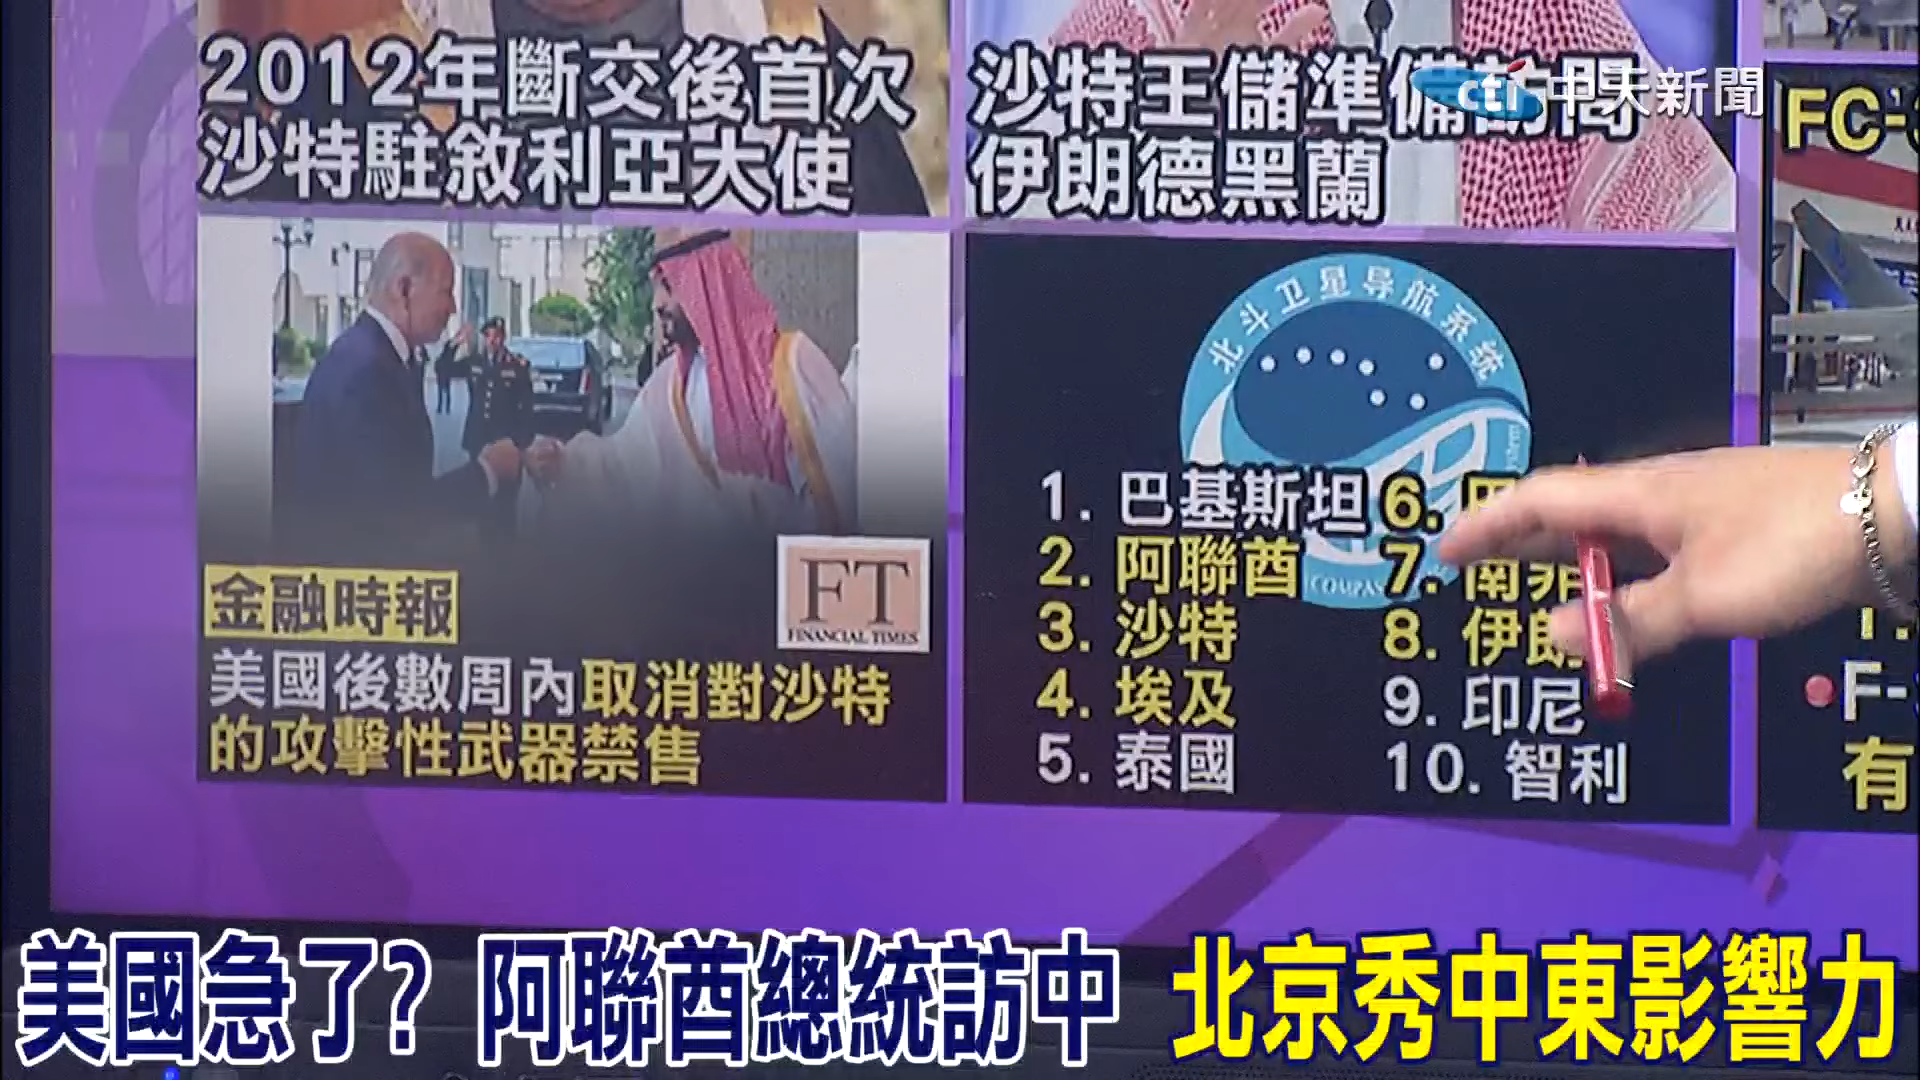 2012年斷交後首次
沙特駐敘利亞大使
沙特王儲準備訪問
伊朗德黑蘭
cti 中天新聞
FC-
北斗卫星导航系统
COMPAS
金融時報
FT
FINANCIAL TIMES
美國後數周內取消對沙特
的攻擊性武器禁售
1. 巴基斯坦
2. 阿聯酋
3. 沙特
4. 埃及
5. 泰國
6. 巴
7. 南非
8. 伊朗
9. 印尼
10. 智利
1.
F-
有
美國急了? 阿聯酋總統訪中 北京秀中東影響力